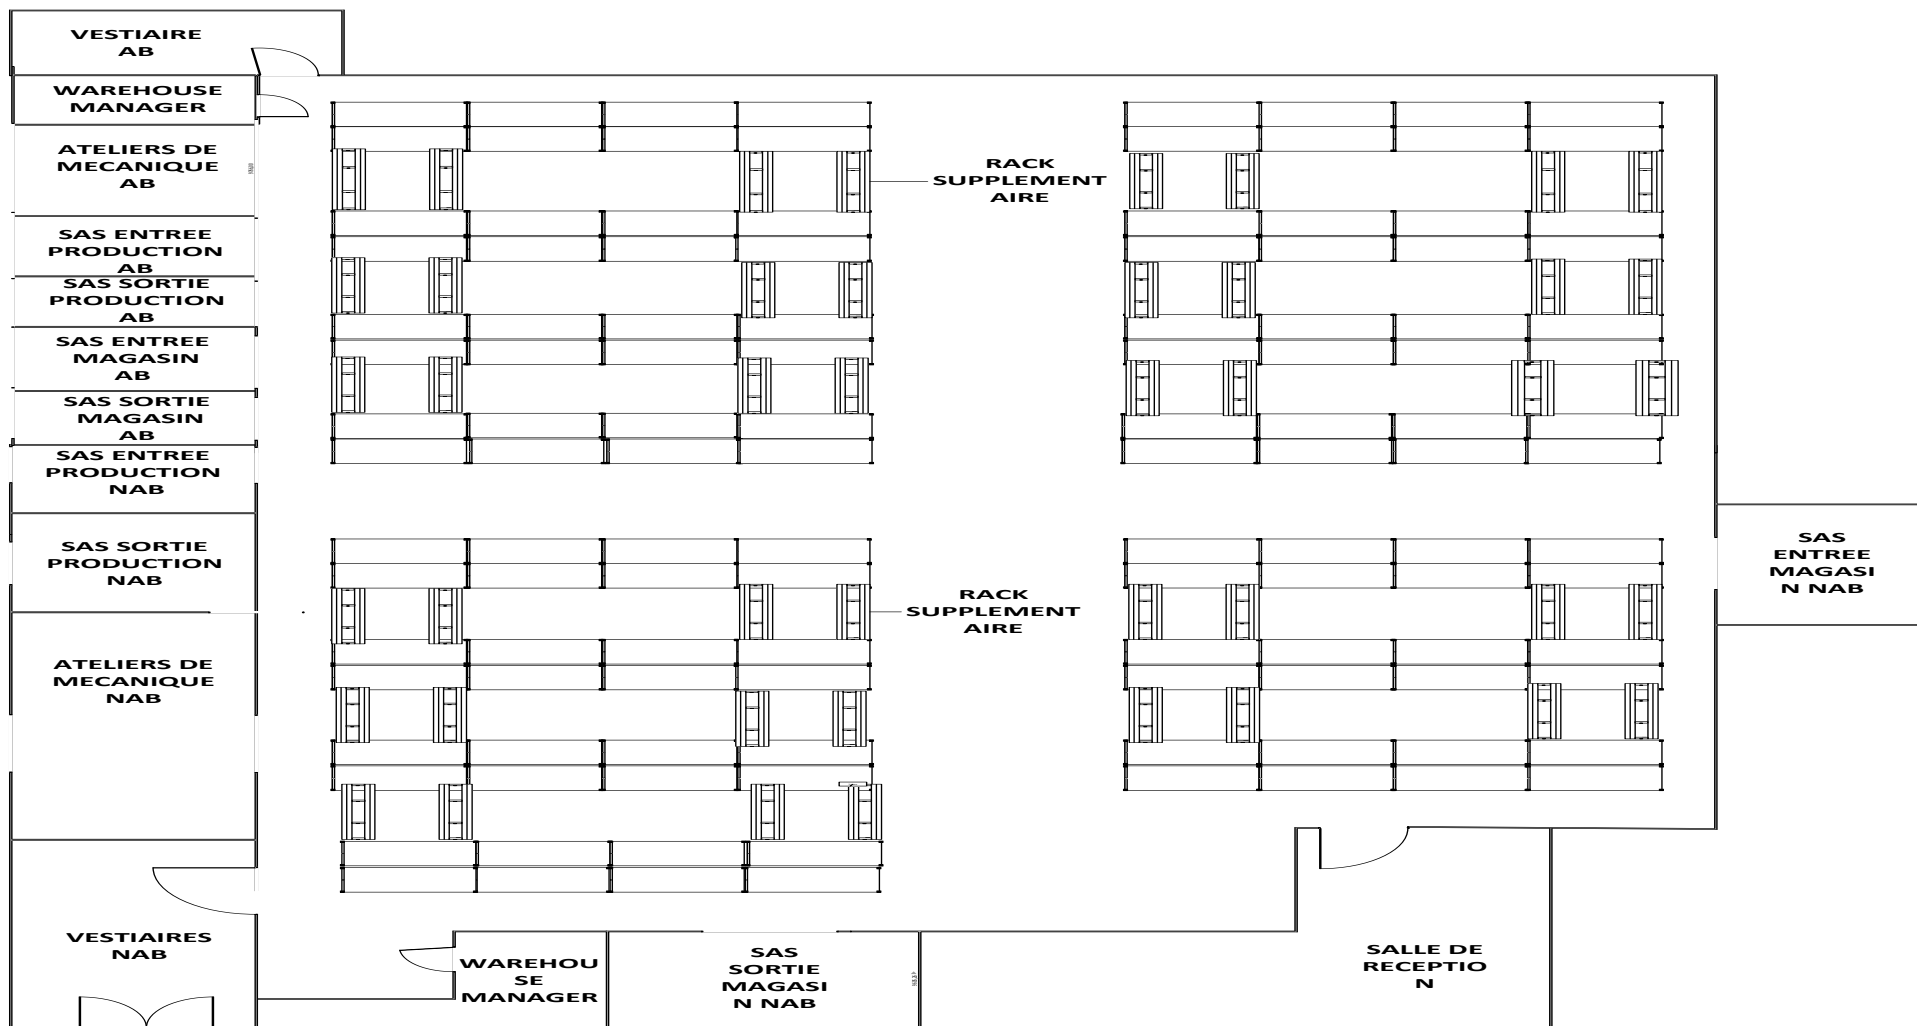 VESTIAIRE
AB
WAREHOUSE
MANAGER
ATELIERS DE
MECANIQUE
AB
SAS ENTREE
PRODUCTION
AB
SAS SORTIE
PRODUCTION
AB
SAS ENTREE
MAGASIN
AB
SAS SORTIE
MAGASIN
AB
SAS ENTREE
PRODUCTION
NAB
SAS SORTIE
PRODUCTION
NAB
ATELIERS DE
MECANIQUE
NAB
VESTIAIRES
NAB
RACK
SUPPLEMENT
AIRE
RACK
SUPPLEMENT
AIRE
SAS
ENTREE
MAGASI
N NAB
WAREHOU
SE
MANAGER
SAS
SORTIE
MAGASI
N NAB
SALLE DE
RECEPTIO
N